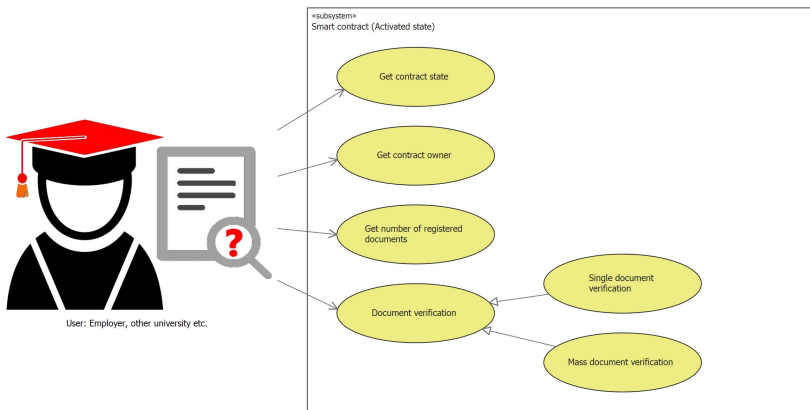 «subsystem»
Smart contract (Activated state)
Get contract state
Get contract owner
Get number of registered
documents
Document verification
Single document
verification
Mass document verification
?
User: Employer, other university etc.